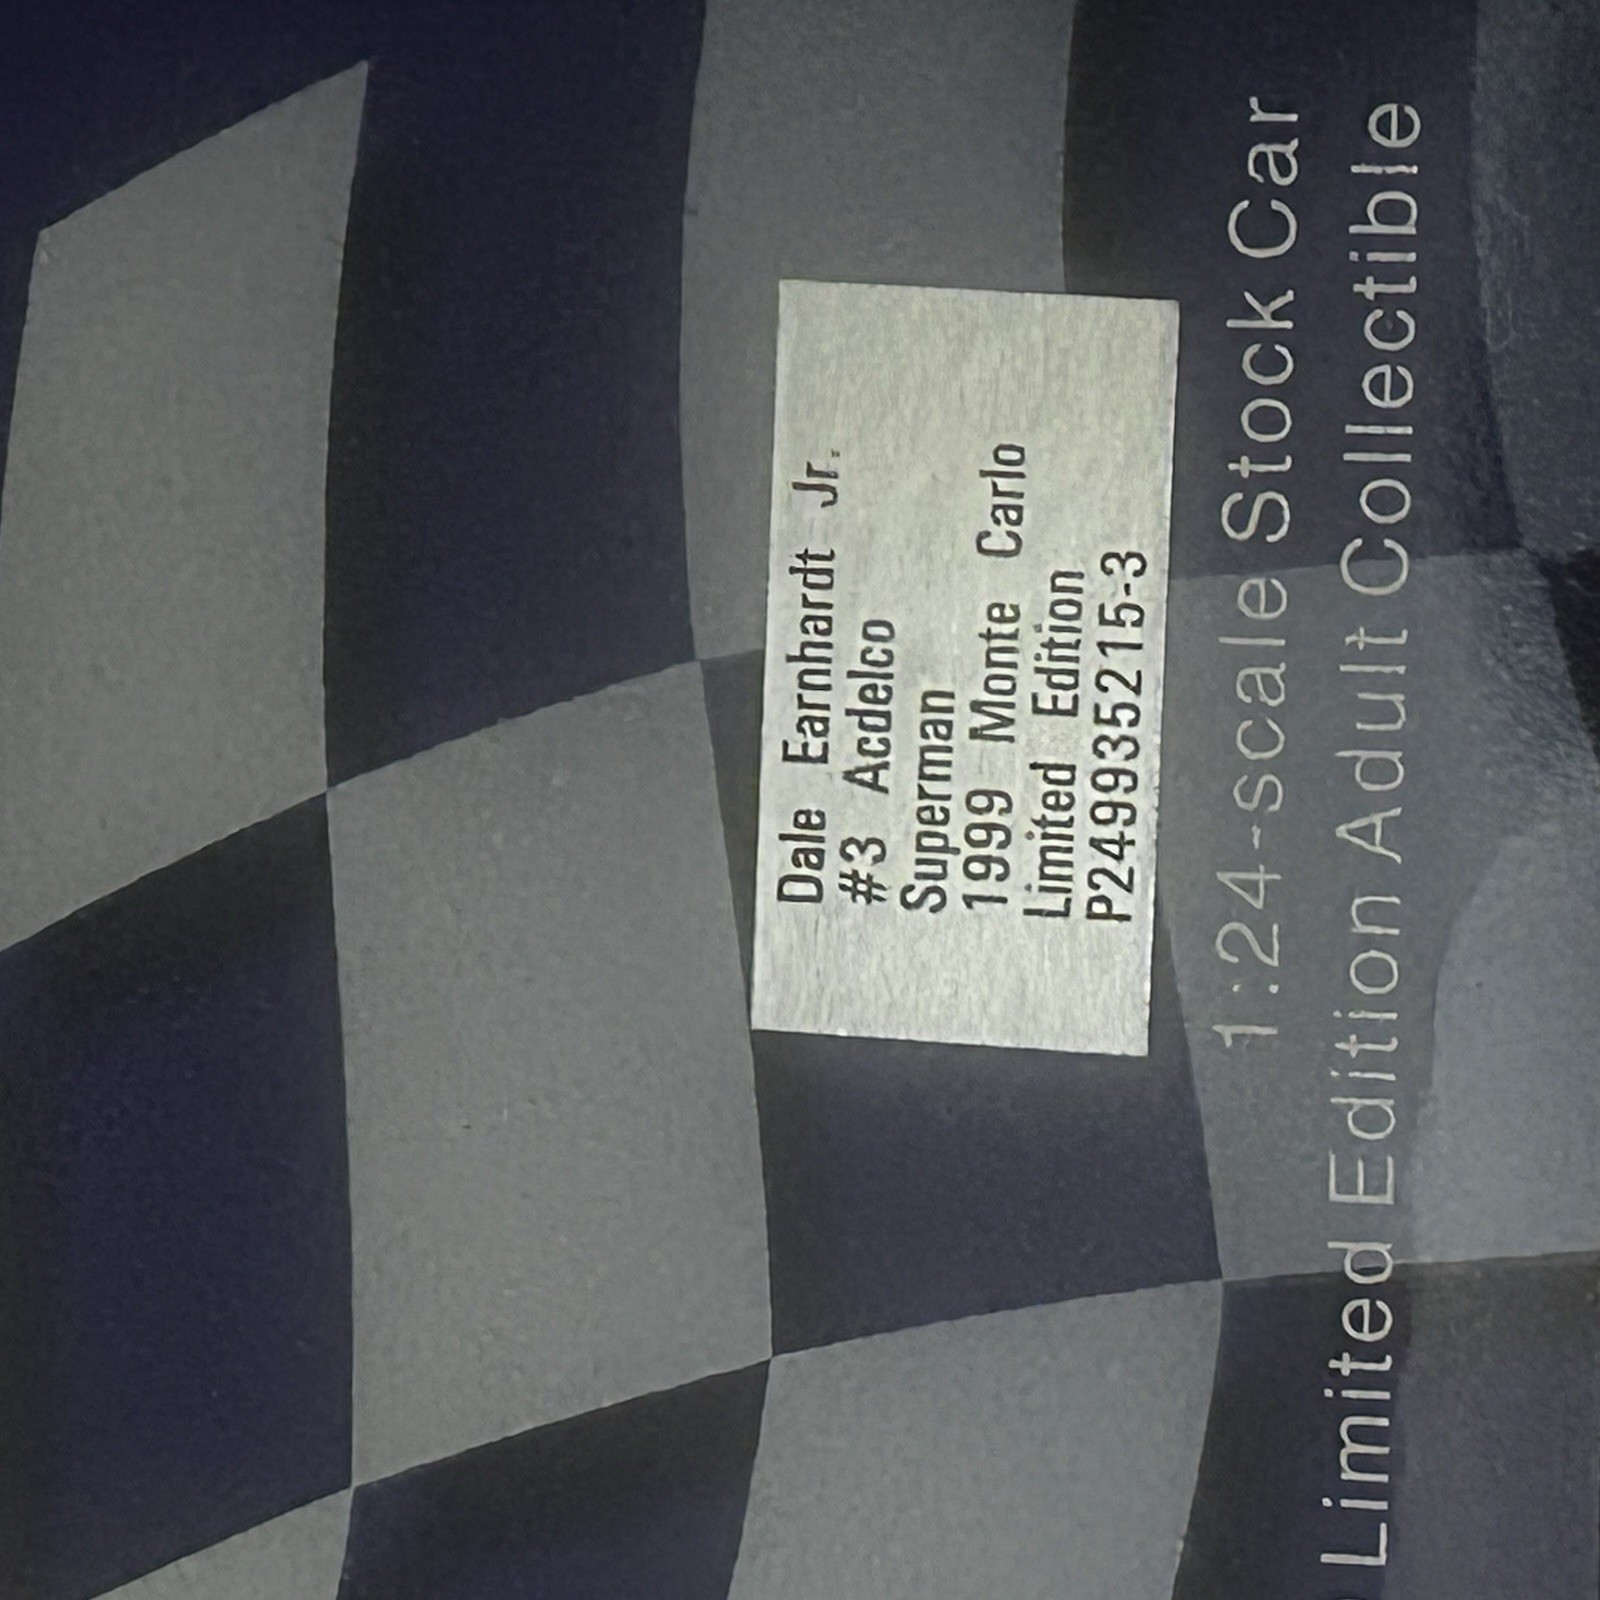 Dale Earnhardt Jr.
#3 Acdelco
Superman
1999 Monte Carlo
Limited Edition
P249935215-3
1:24-scale Stock Car
Limited Edition Adult Collectible